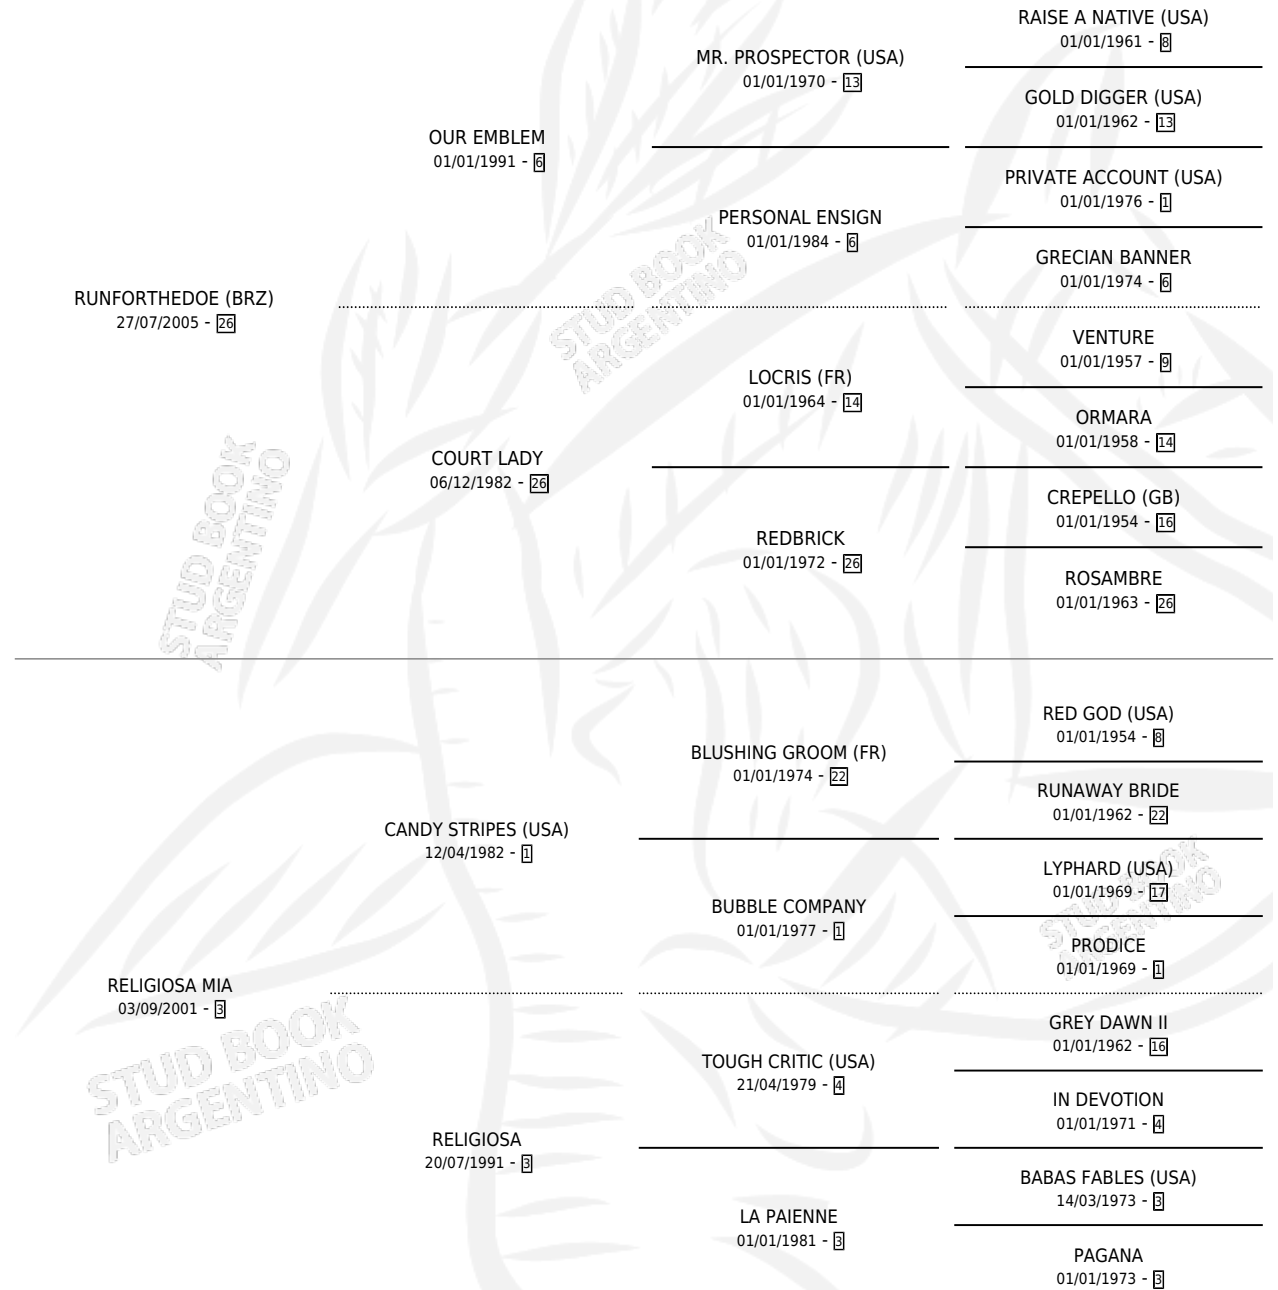 RAISE A NATIVE (USA)
01/01/1961 - 8
MR. PROSPECTOR (USA)
01/01/1970 - 13
GOLD DIGGER (USA)
01/01/1962 - 13
OUR EMBLEM
01/01/1991 - 6
PRIVATE ACCOUNT (USA)
01/01/1976 - 1
PERSONAL ENSIGN
01/01/1984 - 6
GRECIAN BANNER
01/01/1974 - 6
RUNFORTHEDOE (BRZ)
27/07/2005 - 26
STUD BOOK
ARGENTINO
VENTURE
01/01/1957 - 9
LOCRIS (FR)
01/01/1964 - 14
ORMARA
01/01/1958 - 14
COURT LADY
06/12/1982 - 26
CREPELLO (GB)
01/01/1954 - 16
REDBRICK
01/01/1972 - 26
ROSAMBRE
01/01/1963 - 26
STUD BOOK
ARGENTINO
RED GOD (USA)
01/01/1954 - 8
BLUSHING GROOM (FR)
01/01/1974 - 22
RUNAWAY BRIDE
01/01/1962 - 22
CANDY STRIPES (USA)
12/04/1982 - 1
LYPHARD (USA)
01/01/1969 - 17
BUBBLE COMPANY
01/01/1977 - 1
STUD BOOK
ARGENTINO
PRODICE
01/01/1969 - 1
RELIGIOSA MIA
03/09/2001 - 3
GREY DAWN II
01/01/1962 - 16
TOUGH CRITIC (USA)
21/04/1979 - 4
IN DEVOTION
01/01/1971 - 4
STUD BOOK
ARGENTINO
RELIGIOSA
20/07/1991 - 3
BABAS FABLES (USA)
14/03/1973 - 3
LA PAIENNE
01/01/1981 - 3
PAGANA
01/01/1973 - 3